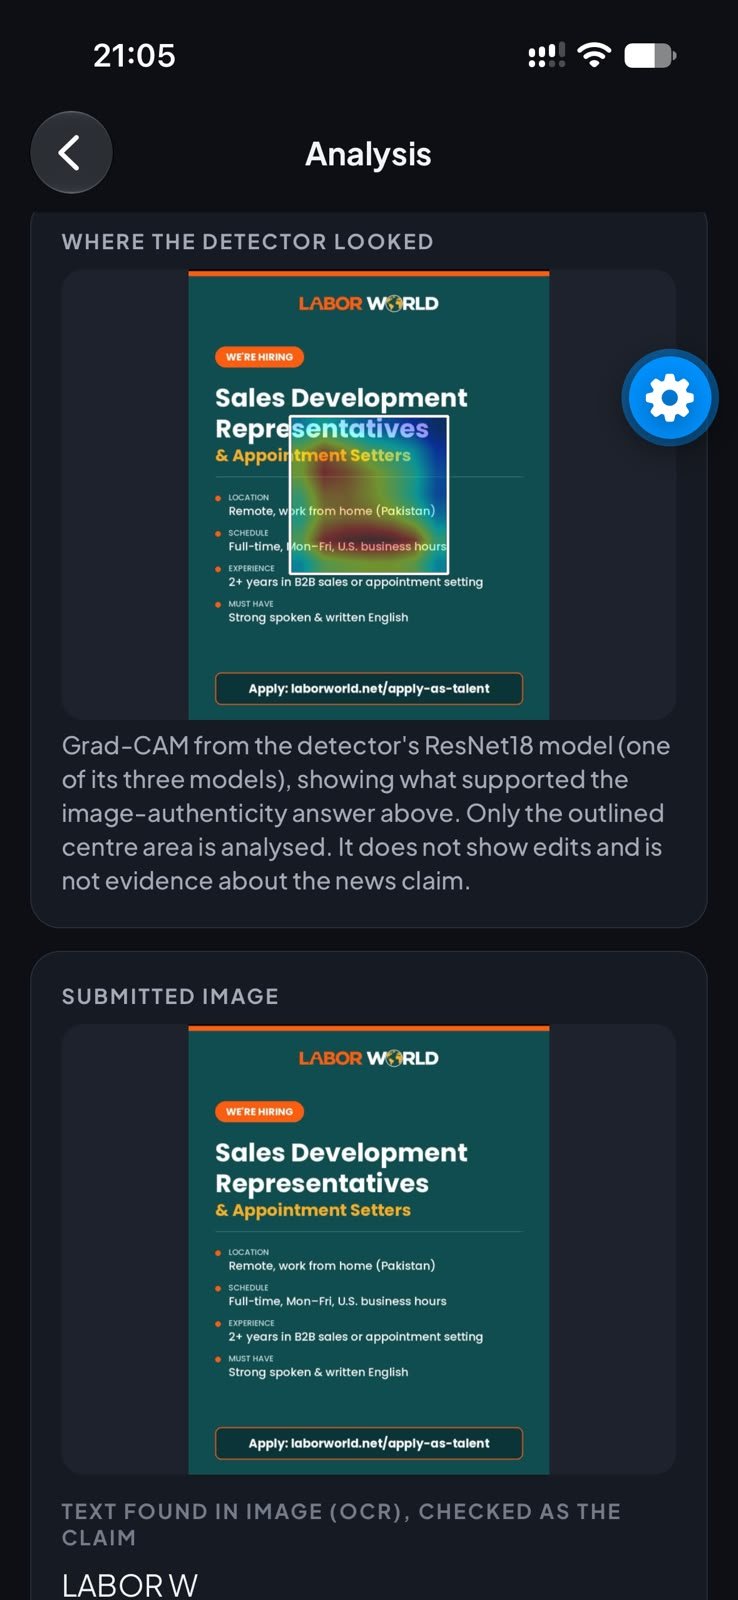 21:05
Analysis
WHERE THE DETECTOR LOOKED
LABOR WORLD
WE'RE HIRING
Sales Development
Representatives
& Appointment Setters
LOCATION
Remote, work from home (Pakistan)
SCHEDULE
Full-time, Mon–Fri, U.S. business hours
EXPERIENCE
2+ years in B2B sales or appointment setting
MUST HAVE
Strong spoken & written English
Apply: laborworld.net/apply-as-talent
Grad-CAM from the detector's ResNet18 model (one
of its three models), showing what supported the
image-authenticity answer above. Only the outlined
centre area is analysed. It does not show edits and is
not evidence about the news claim.
SUBMITTED IMAGE
LABOR WORLD
WE'RE HIRING
Sales Development
Representatives
& Appointment Setters
LOCATION
Remote, work from home (Pakistan)
SCHEDULE
Full-time, Mon–Fri, U.S. business hours
EXPERIENCE
2+ years in B2B sales or appointment setting
MUST HAVE
Strong spoken & written English
Apply: laborworld.net/apply-as-talent
TEXT FOUND IN IMAGE (OCR), CHECKED AS THE
CLAIM
LABOR W